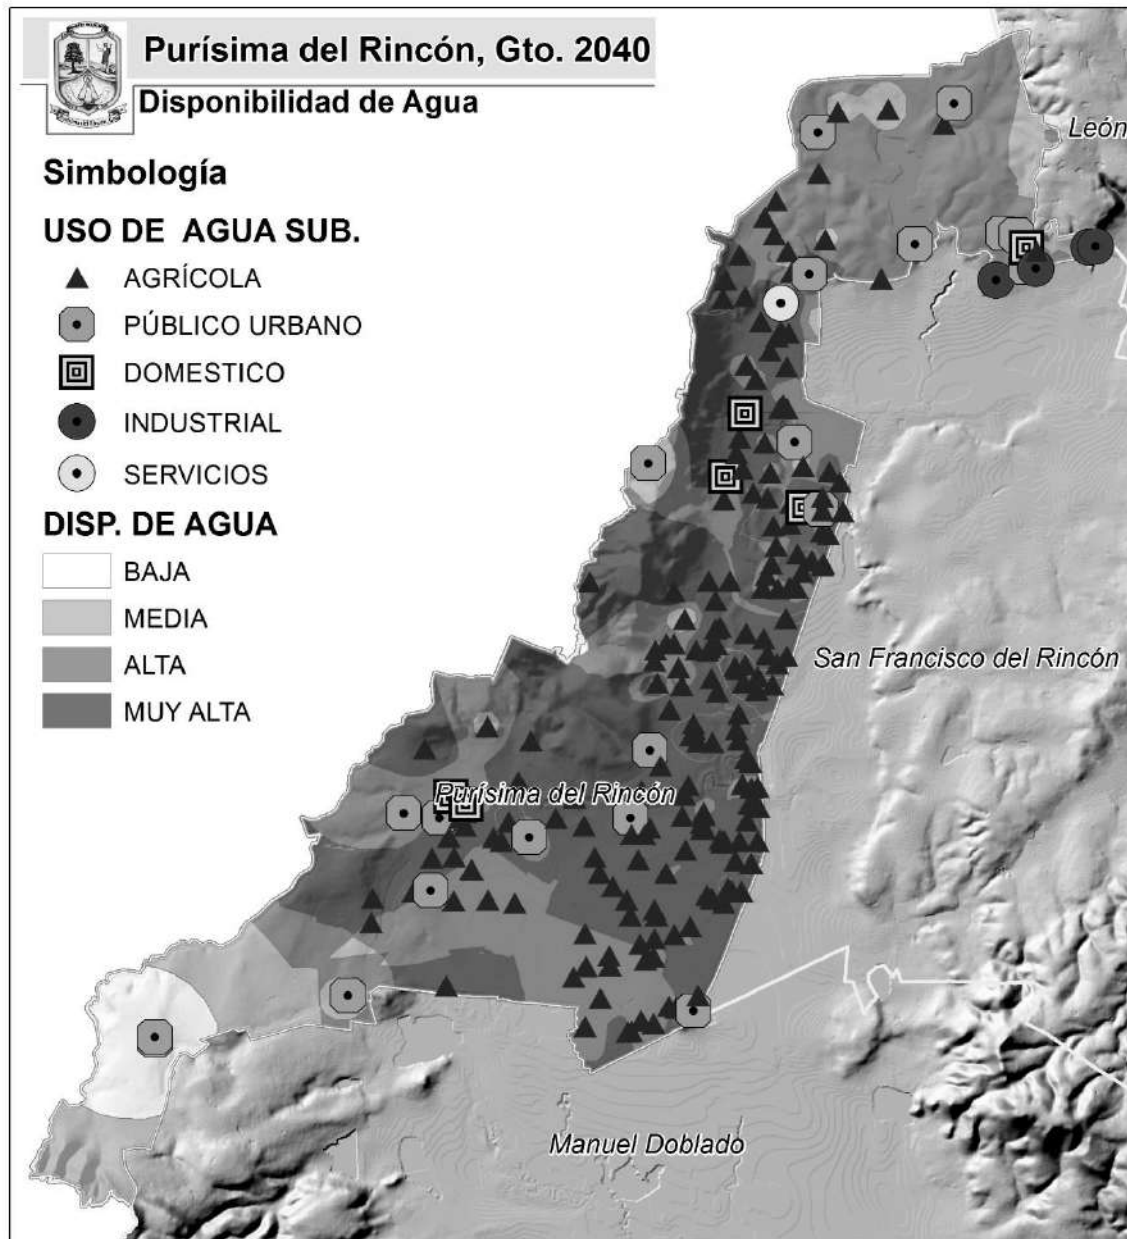 Purísima del Rincón, Gto. 2040
Disponibilidad de Agua
Simbología
USO DE AGUA SUB.
AGRÍCOLA
PÚBLICO URBANO
DOMESTICO
INDUSTRIAL
SERVICIOS
DISP. DE AGUA
BAJA
MEDIA
ALTA
MUY ALTA
León
San Francisco del Rincón
Purísima del Rincón
Manuel Doblado